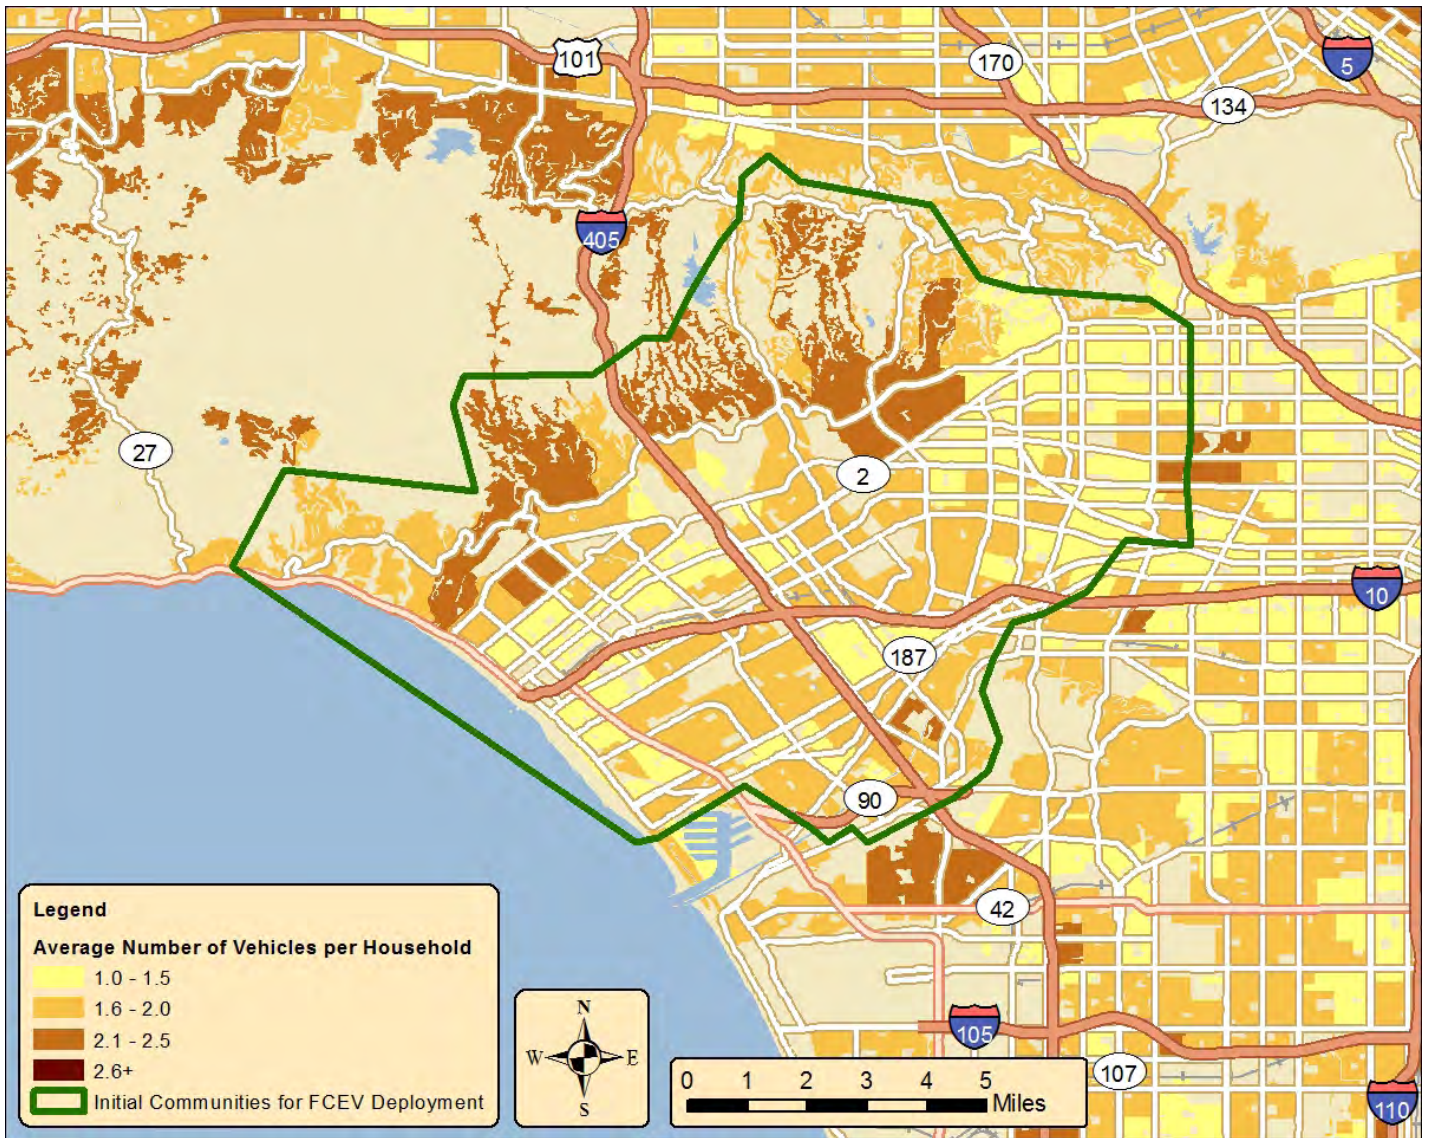 101
170
5
134
405
27
2
10
187
90
42
105
107
110
Legend
Average Number of Vehicles per Household
1.0 - 1.5
1.6 - 2.0
2.1 - 2.5
2.6+
Initial Communities for FCEV Deployment
N
W E
S
0 1 2 3 4 5
Miles